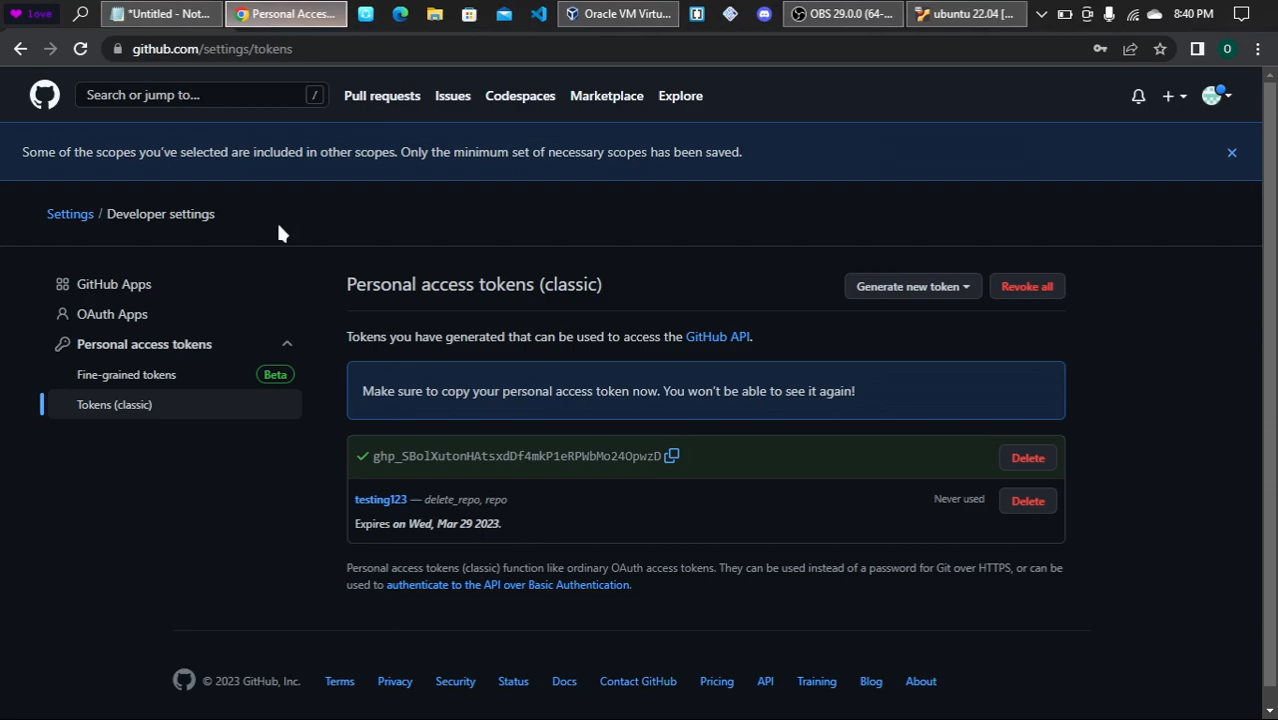 love
*Untitled - Not...
Personal Acces...
Oracle VM Virtu...
OBS 29.0.0 (64-...
ubuntu 22.04 [...
8:40 PM
github.com/settings/tokens
O
Search or jump to...
/
Pull requests
Issues
Codespaces
Marketplace
Explore
Some of the scopes you've selected are included in other scopes. Only the minimum set of necessary scopes has been saved.
Settings / Developer settings
GitHub Apps
OAuth Apps
Personal access tokens
Fine-grained tokens
Beta
Tokens (classic)
Personal access tokens (classic)
Generate new token
Revoke all
Tokens you have generated that can be used to access the GitHub API.
Make sure to copy your personal access token now. You won't be able to see it again!
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
Delete
testing123 — delete_repo, repo
Never used
Delete
Expires on Wed, Mar 29 2023.
Personal access tokens (classic) function like ordinary OAuth access tokens. They can be used instead of a password for Git over HTTPS, or can be
used to authenticate to the API over Basic Authentication.
© 2023 GitHub, Inc.
Terms
Privacy
Security
Status
Docs
Contact GitHub
Pricing
API
Training
Blog
About